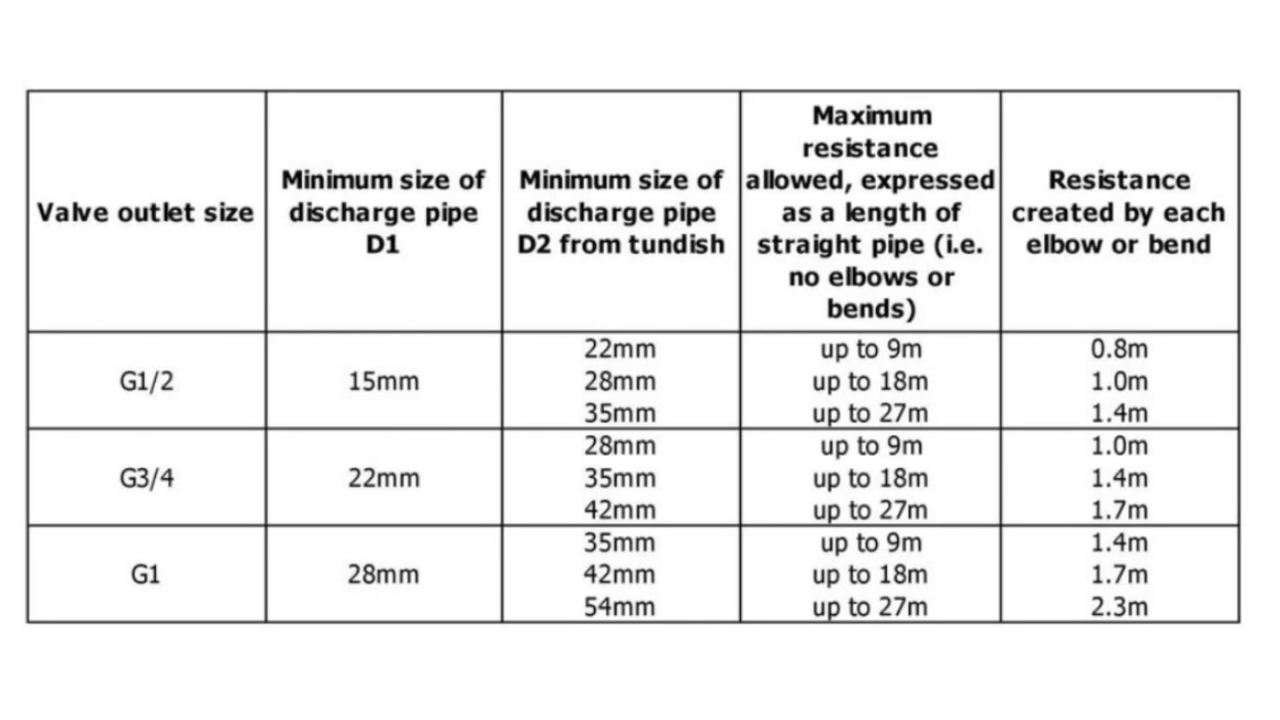 Valve outlet size
Minimum size of
discharge pipe
D1
Minimum size of
discharge pipe
D2 from tundish
Maximum
resistance
allowed, expressed
as a length of
straight pipe (i.e.
no elbows or
bends)
Resistance
created by each
elbow or bend
G1/2
15mm
22mm
28mm
35mm
up to 9m
up to 18m
up to 27m
0.8m
1.0m
1.4m
G3/4
22mm
28mm
35mm
42mm
up to 9m
up to 18m
up to 27m
1.0m
1.4m
1.7m
G1
28mm
35mm
42mm
54mm
up to 9m
up to 18m
up to 27m
1.4m
1.7m
2.3m